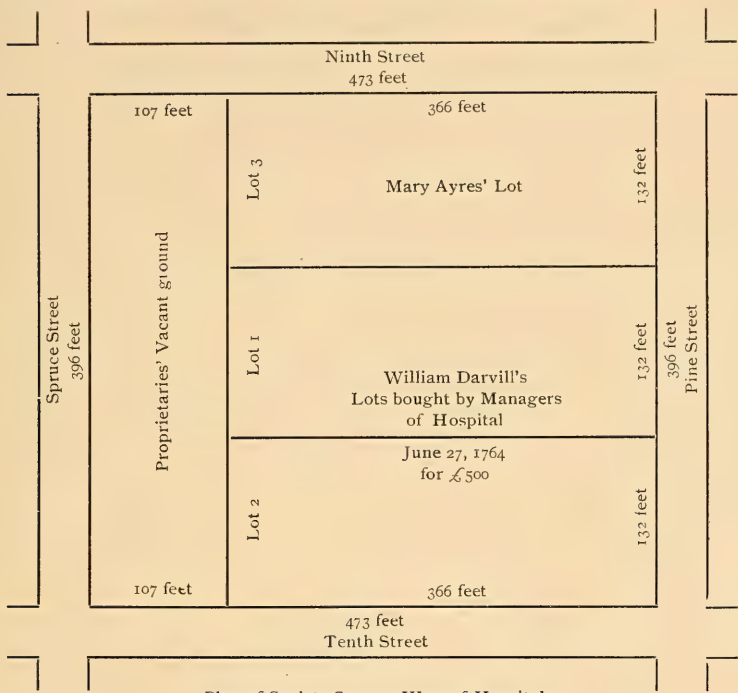 Ninth Street
473 feet
107 feet
366 feet
Lot 3
Mary Ayres' Lot
132 feet
Spruce Street
396 feet
Proprietaries' Vacant ground
Lot 1
William Darvill's
Lots bought by Managers
of Hospital
132 feet
396 feet
Pine Street
June 27, 1764
for £500
Lot 2
132 feet
107 feet
366 feet
473 feet
Tenth Street